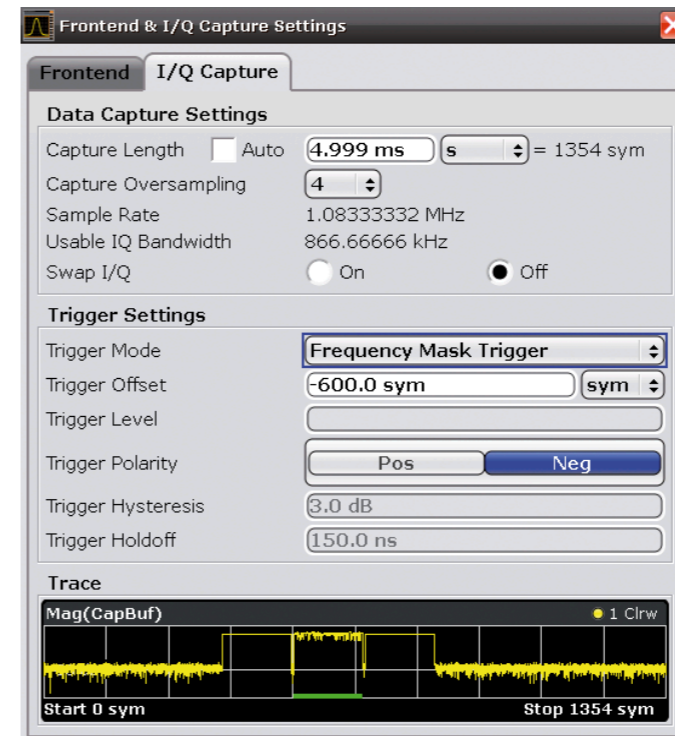 Frontend & I/Q Capture Settings
Frontend I/Q Capture
Data Capture Settings
Capture Length Auto 4.999 ms s = 1354 sym
Capture Oversampling 4
Sample Rate 1.08333332 MHz
Usable IQ Bandwidth 866.66666 kHz
Swap I/Q On Off
Trigger Settings
Trigger Mode Frequency Mask Trigger
Trigger Offset -600.0 sym sym
Trigger Level
Trigger Polarity Pos Neg
Trigger Hysteresis 3.0 dB
Trigger Holdoff 150.0 ns
Trace
Mag(CapBuf) 1 Clrw
Start 0 sym Stop 1354 sym